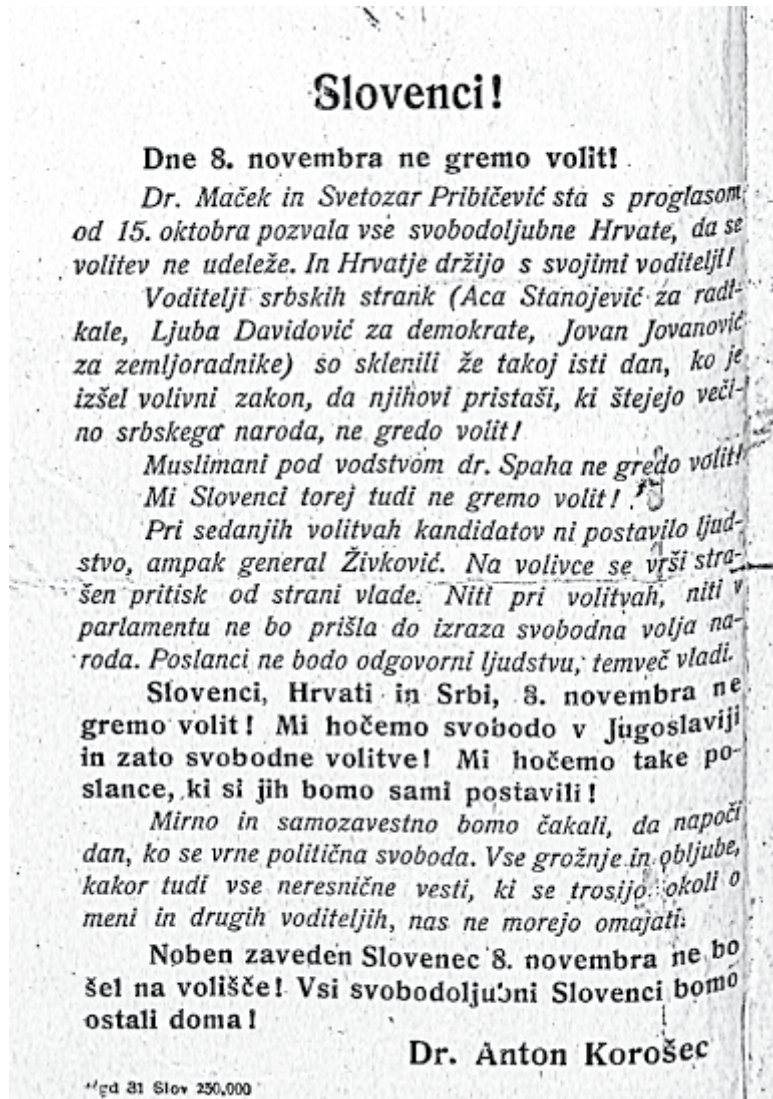 Slovenci!
Dne 8. novembra ne gremo volit!
Dr. Maček in Svetozar Pribičević sta s proglasom
od 15. oktobra pozvala vse svobodoljubne Hrvate, da se
volitev ne udeleže. In Hrvatje držijo s svojimi voditelji!
Voditelji srbskih strank (Aca Stanojević za radi-
kale, Ljuba Davidović za demokrate, Jovan Jovanović
za zemljoradnike) so sklenili že takoj isti dan, ko je
izšel volivni zakon, da njihovi pristaši, ki štejejo veči-
no srbskega naroda, ne gredo volit!
Muslimani pod vodstvom dr. Spaha ne gredo volit!
Mi Slovenci torej tudi ne gremo volit!
Pri sedanjih volitvah kandidatov ni postavilo ljud-
stvo, ampak general Živković. Na volivce se vrši stra-
šen pritisk od strani vlade. Niti pri volitvah, niti v
parlamentu ne bo prišla do izraza svobodna volja na-
roda. Poslanci ne bodo odgovorni ljudstvu, temveč vladi.
Slovenci, Hrvati in Srbi, 8. novembra ne
gremo volit! Mi hočemo svobodo v Jugoslaviji
in zato svobodne volitve! Mi hočemo take po-
slance, ki si jih bomo sami postavili!
Mirno in samozavestno bomo čakali, da napoči
dan, ko se vrne politična svoboda. Vse grožnje in obljube,
kakor tudi vse neresnične vesti, ki se trosijo okoli o
meni in drugih voditeljih, nas ne morejo omajati.
Noben zaveden Slovenec 8. novembra ne bo
šel na volišče! Vsi svobodoljubni Slovenci bomo
ostali doma!
Dr. Anton Korošec
31 Slov 250,000